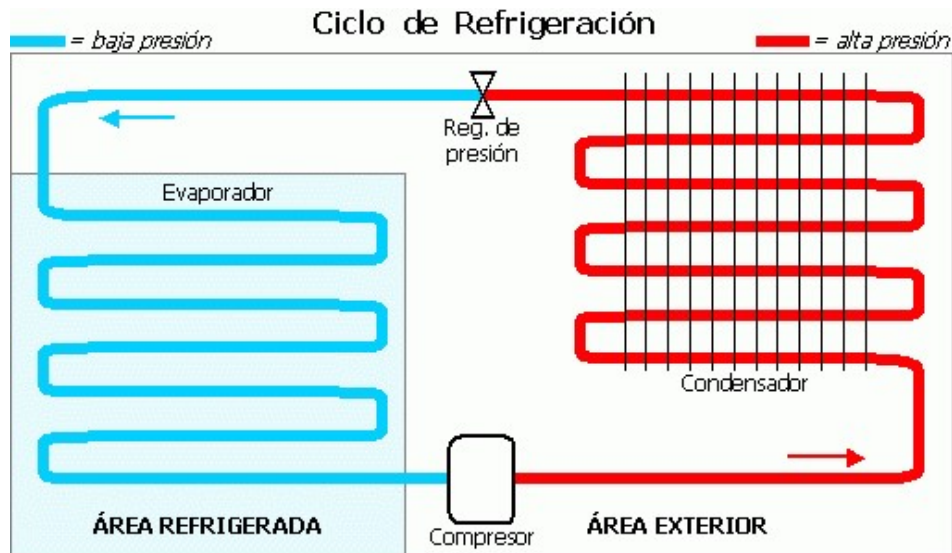 Ciclo de Refrigeración
= baja presión
= alta presión
Reg. de
presión
Evaporador
Condensador
ÁREA REFRIGERADA
Compresor
ÁREA EXTERIOR